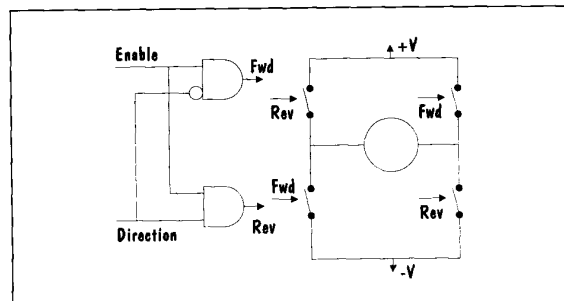 Enable
Fwd
Rev
Direction
+V
Rev
Fwd
Fwd
Rev
-V